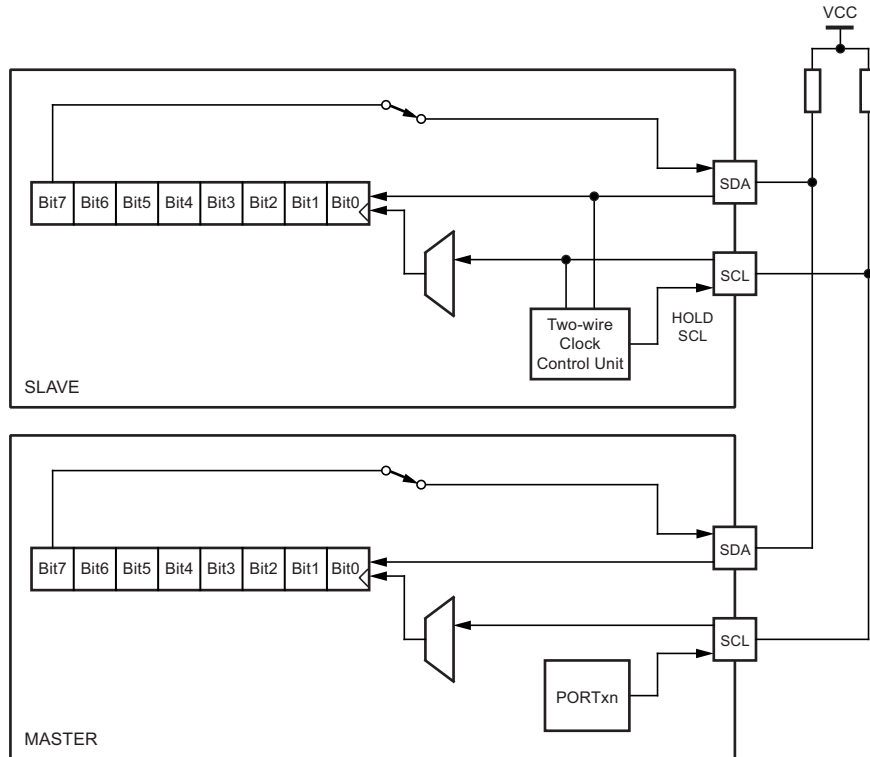 VCC
Bit7 Bit6 Bit5 Bit4 Bit3 Bit2 Bit1 Bit0
SDA
SCL
Two-wire
Clock
Control Unit
HOLD
SCL
SLAVE
Bit7 Bit6 Bit5 Bit4 Bit3 Bit2 Bit1 Bit0
SDA
SCL
PORTxn
MASTER